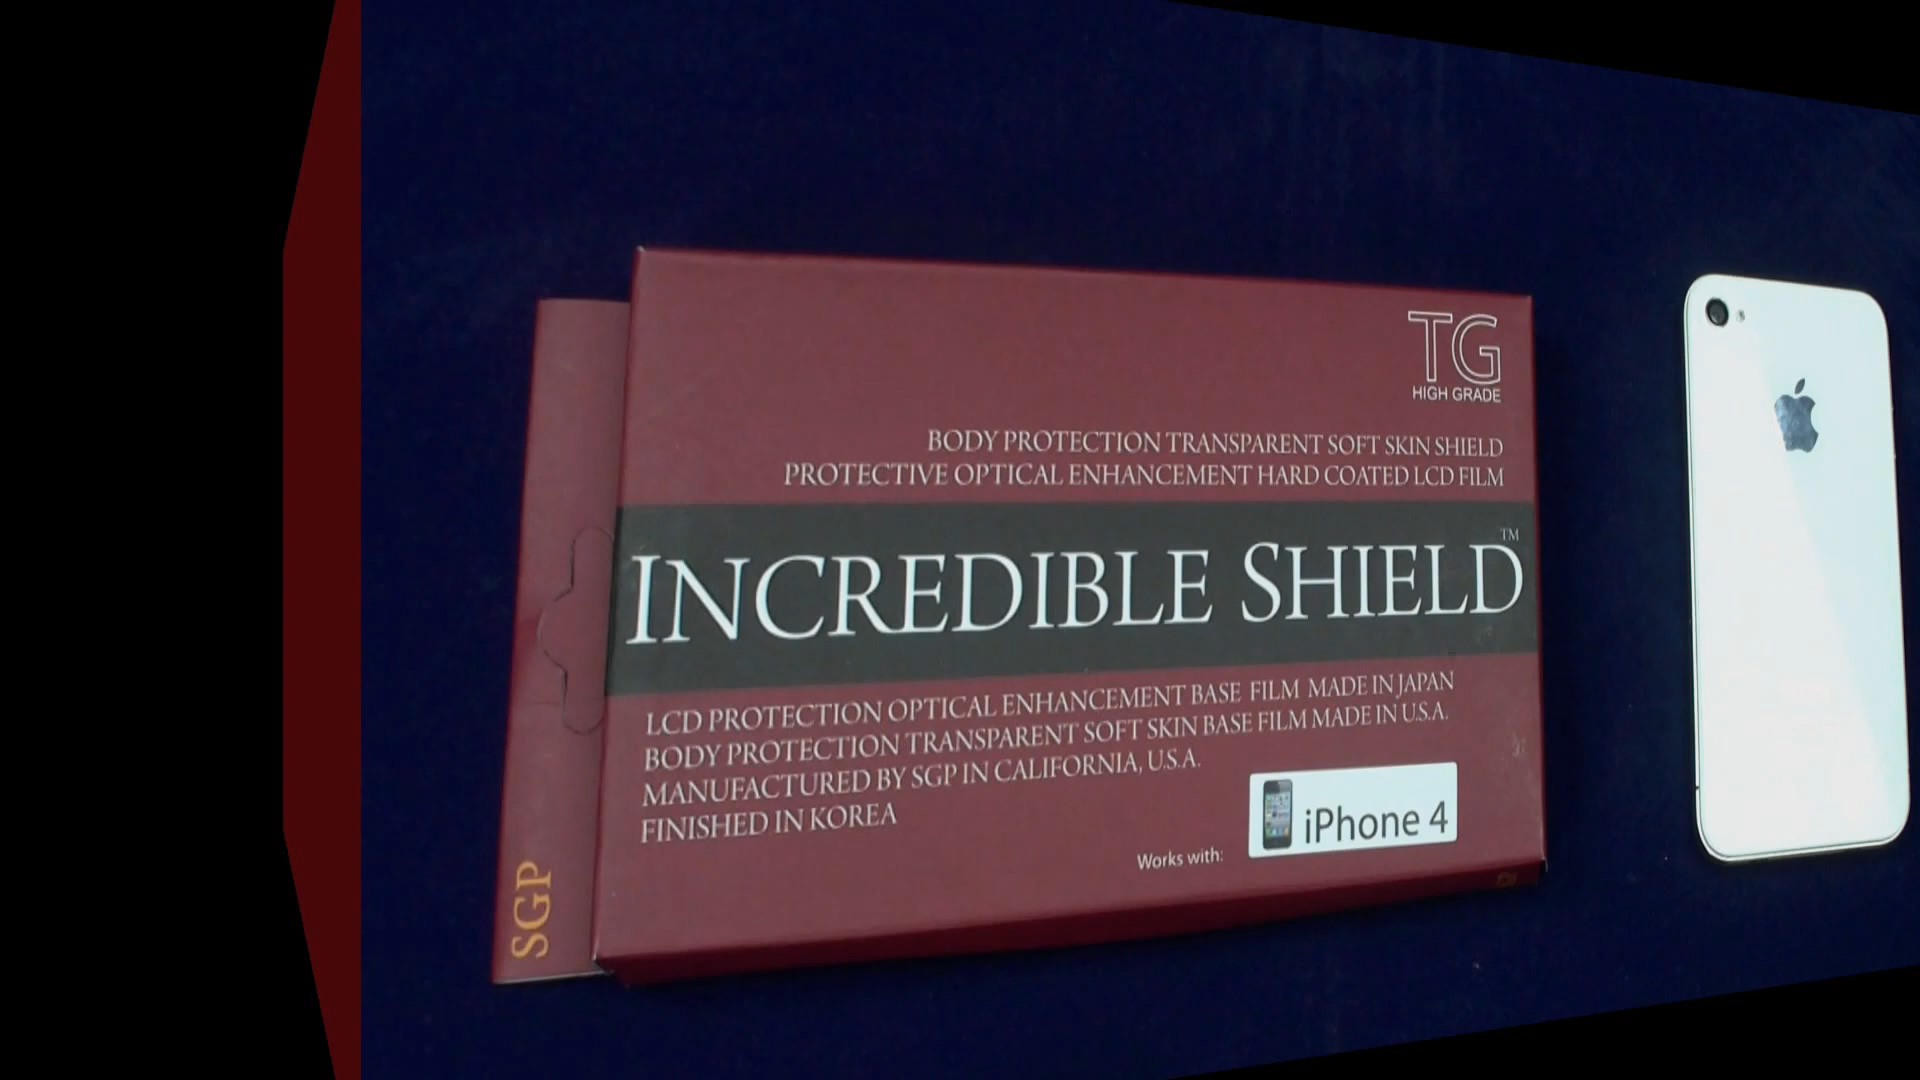 TG
HIGH GRADE
BODY PROTECTION TRANSPARENT SOFT SKIN SHIELD
PROTECTIVE OPTICAL ENHANCEMENT HARD COATED LCD FILM
INCREDIBLE SHIELD™
LCD PROTECTION OPTICAL ENHANCEMENT BASE FILM MADE IN JAPAN
BODY PROTECTION TRANSPARENT SOFT SKIN BASE FILM MADE IN U.S.A.
MANUFACTURED BY SGP IN CALIFORNIA, U.S.A.
FINISHED IN KOREA
Works with: iPhone 4
SGP